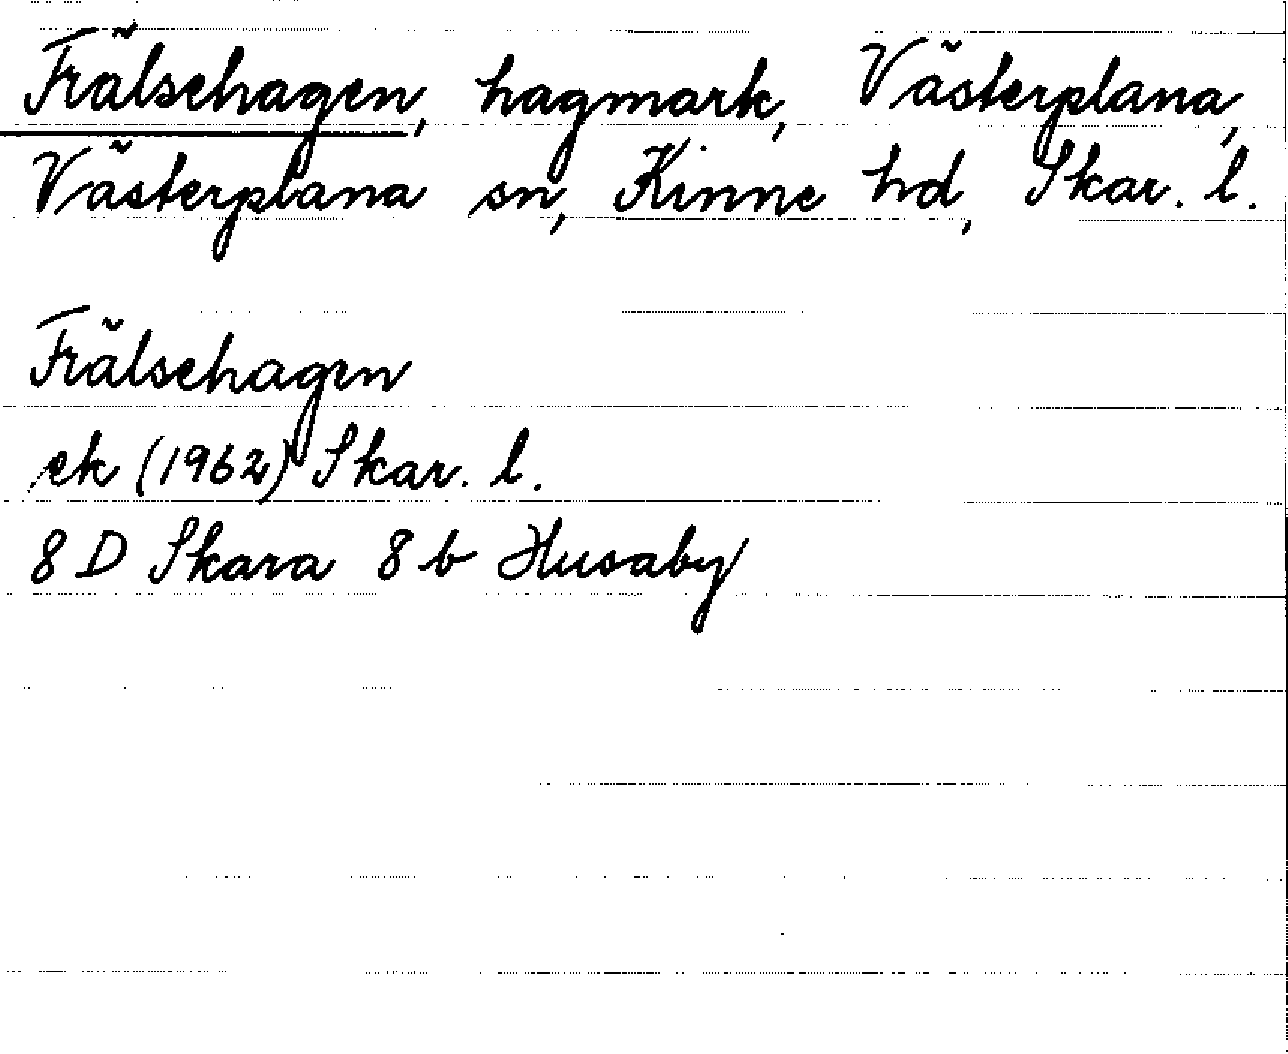 Frälsehagen, hagmark, Västerplana,
Västerplana sn, Kinne hd, Skar. l.
Frälsehagen
ek (1962) Skar. l.
8 D Skara 8 b Husaby